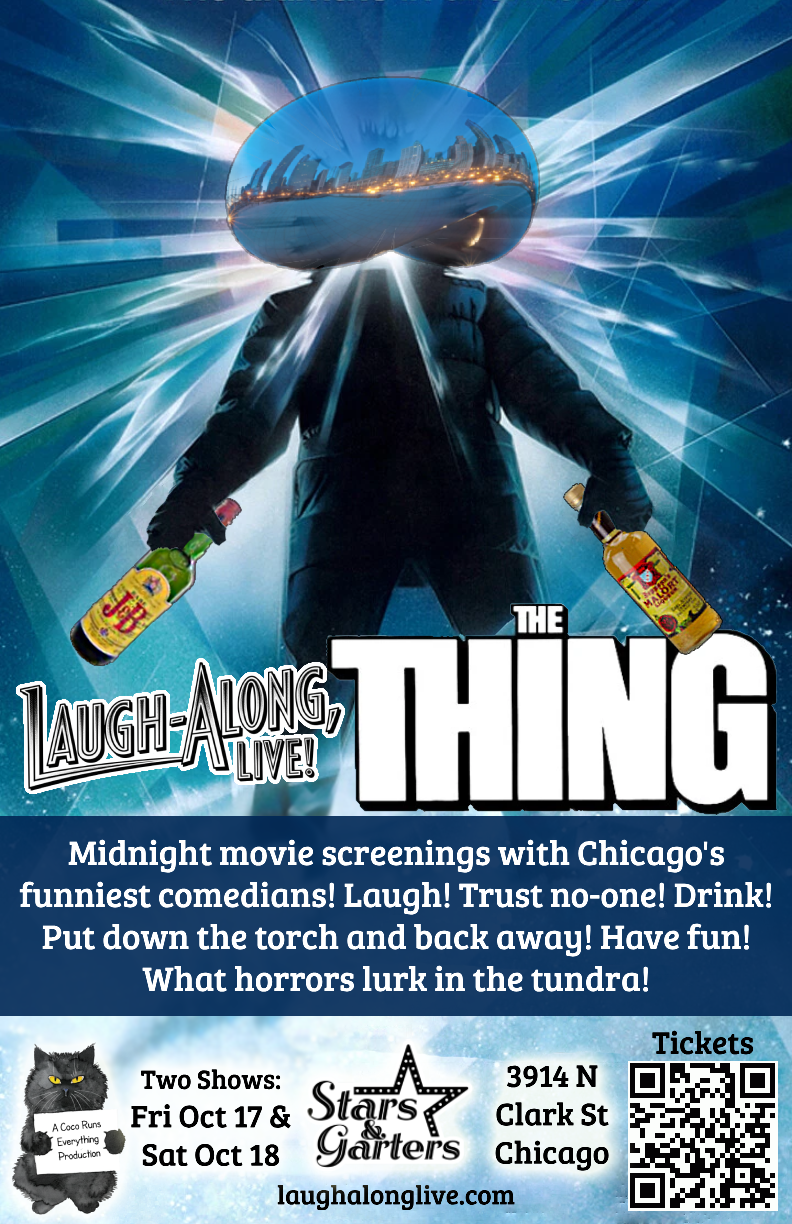 J&B
MALÖRT
THE
THING
LAUGH-ALONG,
LIVE!
Midnight movie screenings with Chicago's
funniest comedians! Laugh! Trust no-one! Drink!
Put down the torch and back away! Have fun!
What horrors lurk in the tundra!
A Coco Runs
Everything
Production
Two Shows:
Fri Oct 17 &
Sat Oct 18
Stars
&
Garters
3914 N
Clark St
Chicago
Tickets
laughalonglive.com